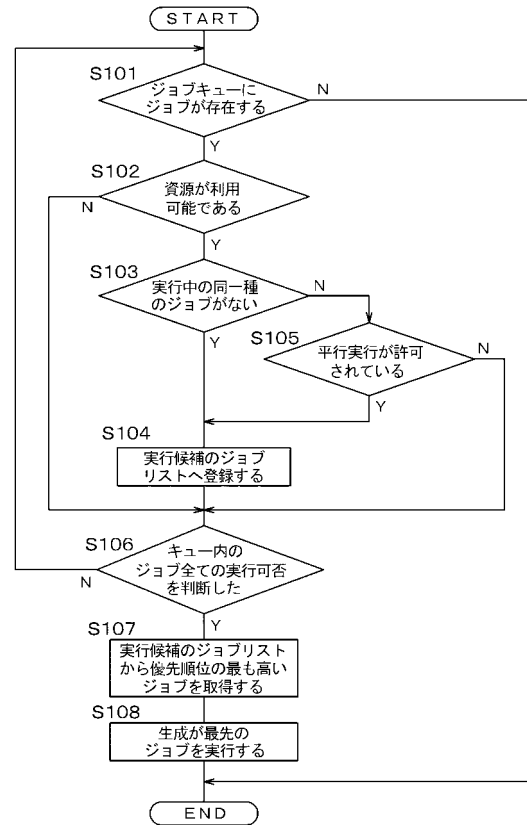 START
S101
ジョブキューに
ジョブが存在する
N
Y
S102
資源が利用
可能である
N
Y
S103
実行中の同一種
のジョブがない
N
Y
S105
平行実行が許可
されている
N
Y
S104
実行候補のジョブ
リストへ登録する
S106
キュー内の
ジョブ全ての実行可否
を判断した
N
Y
S107
実行候補のジョブリスト
から優先順位の最も高い
ジョブを取得する
S108
生成が最先の
ジョブを実行する
END